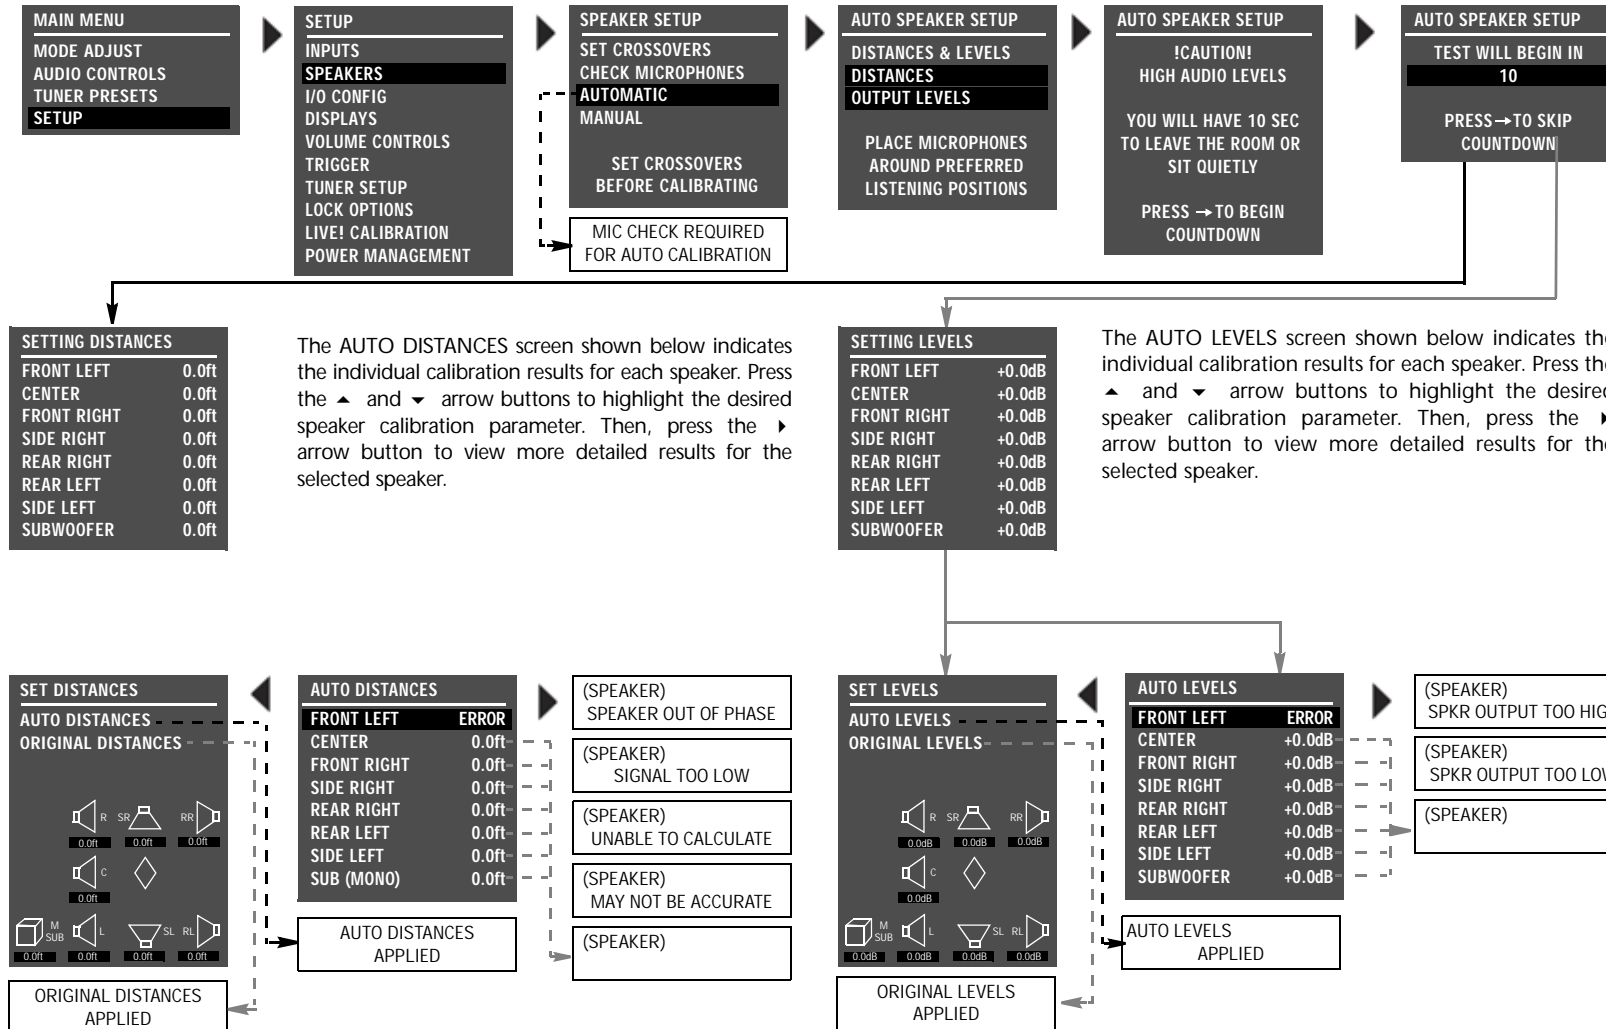 MAIN MENU
MODE ADJUST
AUDIO CONTROLS
TUNER PRESETS
SETUP
SETUP
INPUTS
SPEAKERS
I/O CONFIG
DISPLAYS
VOLUME CONTROLS
TRIGGER
TUNER SETUP
LOCK OPTIONS
LIVE! CALIBRATION
POWER MANAGEMENT
SPEAKER SETUP
SET CROSSOVERS
CHECK MICROPHONES
AUTOMATIC
MANUAL
SET CROSSOVERS
BEFORE CALIBRATING
MIC CHECK REQUIRED
FOR AUTO CALIBRATION
AUTO SPEAKER SETUP
DISTANCES & LEVELS
DISTANCES
OUTPUT LEVELS
PLACE MICROPHONES
AROUND PREFERRED
LISTENING POSITIONS
AUTO SPEAKER SETUP
!CAUTION!
HIGH AUDIO LEVELS
YOU WILL HAVE 10 SEC
TO LEAVE THE ROOM OR
SIT QUIETLY
PRESS → TO BEGIN
COUNTDOWN
AUTO SPEAKER SETUP
TEST WILL BEGIN IN
10
PRESS → TO SKIP
COUNTDOWN
SETTING DISTANCES
FRONT LEFT 0.0ft
CENTER 0.0ft
FRONT RIGHT 0.0ft
SIDE RIGHT 0.0ft
REAR RIGHT 0.0ft
REAR LEFT 0.0ft
SIDE LEFT 0.0ft
SUBWOOFER 0.0ft
The AUTO DISTANCES screen shown below indicates
the individual calibration results for each speaker. Press
the ▲ and ▼ arrow buttons to highlight the desired
speaker calibration parameter. Then, press the ▶
arrow button to view more detailed results for the
selected speaker.
SETTING LEVELS
FRONT LEFT +0.0dB
CENTER +0.0dB
FRONT RIGHT +0.0dB
SIDE RIGHT +0.0dB
REAR RIGHT +0.0dB
REAR LEFT +0.0dB
SIDE LEFT +0.0dB
SUBWOOFER +0.0dB
The AUTO LEVELS screen shown below indicates th
individual calibration results for each speaker. Press th
▲ and ▼ arrow buttons to highlight the desired
speaker calibration parameter. Then, press the ▶
arrow button to view more detailed results for th
selected speaker.
SET DISTANCES
AUTO DISTANCES
ORIGINAL DISTANCES
R SR RR
0.0ft 0.0ft 0.0ft
C
0.0ft
M
SUB L SL RL
0.0ft 0.0ft 0.0ft 0.0ft
ORIGINAL DISTANCES
APPLIED
AUTO DISTANCES
FRONT LEFT ERROR
CENTER 0.0ft
FRONT RIGHT 0.0ft
SIDE RIGHT 0.0ft
REAR RIGHT 0.0ft
REAR LEFT 0.0ft
SIDE LEFT 0.0ft
SUB (MONO) 0.0ft
AUTO DISTANCES
APPLIED
(SPEAKER)
SPEAKER OUT OF PHASE
(SPEAKER)
SIGNAL TOO LOW
(SPEAKER)
UNABLE TO CALCULATE
(SPEAKER)
MAY NOT BE ACCURATE
(SPEAKER)
SET LEVELS
AUTO LEVELS
ORIGINAL LEVELS
R SR RR
0.0dB 0.0dB 0.0dB
C
0.0dB
M
SUB L SL RL
0.0dB 0.0dB 0.0dB 0.0dB
ORIGINAL LEVELS
APPLIED
AUTO LEVELS
FRONT LEFT ERROR
CENTER +0.0dB
FRONT RIGHT +0.0dB
SIDE RIGHT +0.0dB
REAR RIGHT +0.0dB
REAR LEFT +0.0dB
SIDE LEFT +0.0dB
SUBWOOFER +0.0dB
AUTO LEVELS
APPLIED
(SPEAKER)
SPKR OUTPUT TOO HIG
(SPEAKER)
SPKR OUTPUT TOO LOW
(SPEAKER)